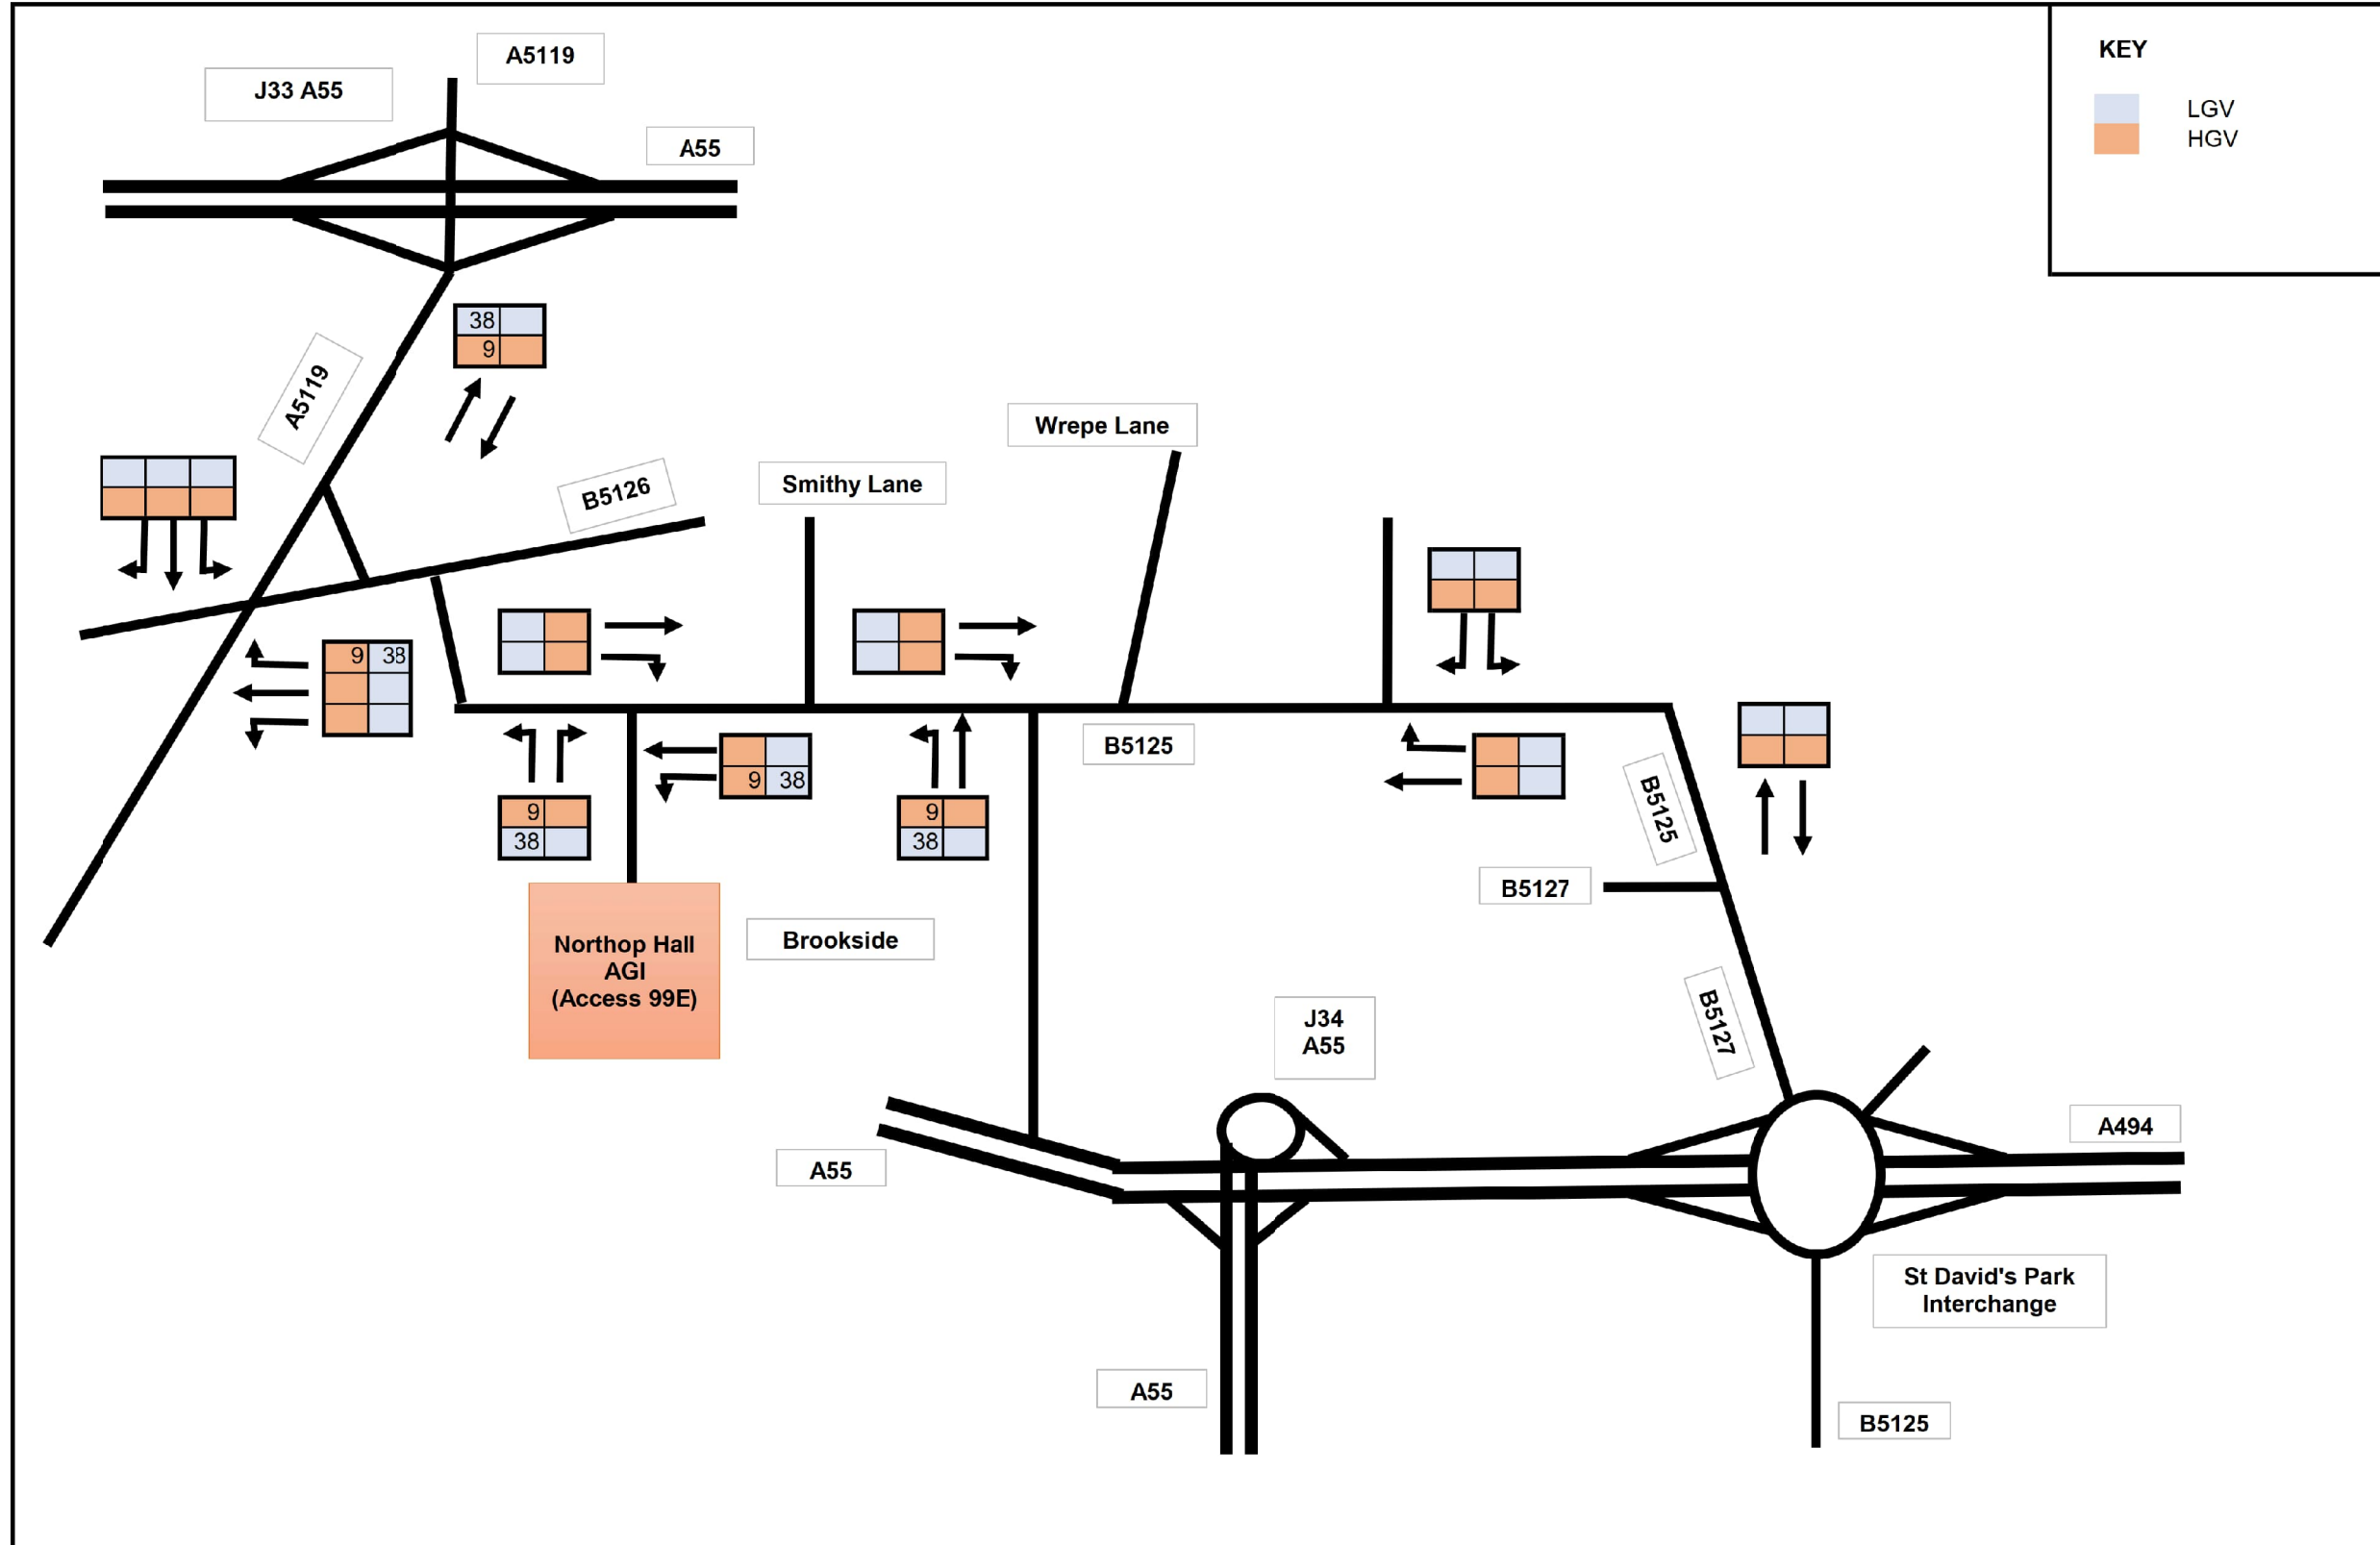 A5119
J33 A55
A55
KEY
LGV
HGV
38
9
A5119
B5126
Smithy Lane
Wrepe Lane
9 38
B5125
9 38
9
38
9
38
B5125
B5127
Northop Hall
AGI
(Access 99E)
Brookside
B5127
J34
A55
A494
A55
St David's Park
Interchange
A55
B5125